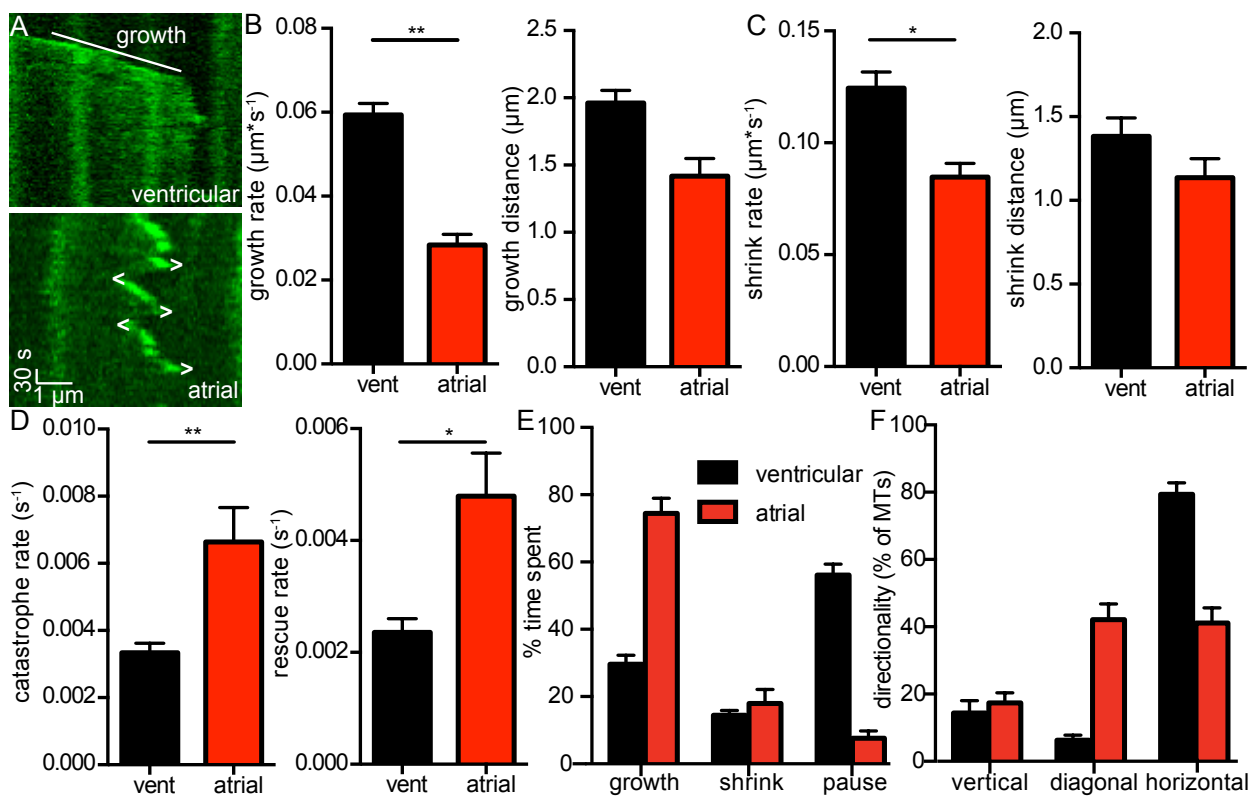 A
growth
ventricular
<
>
<
>
<
>
30 s
1 µm
atrial
B
growth rate (µm*s-1)
0.08
0.06
0.04
0.02
0.00
**
vent
atrial
growth distance (µm)
2.5
2.0
1.5
1.0
0.5
0.0
vent
atrial
C
shrink rate (µm*s-1)
0.15
0.10
0.05
0.00
*
vent
atrial
shrink distance (µm)
2.0
1.5
1.0
0.5
0.0
vent
atrial
D
catastrophe rate (s-1)
0.010
0.008
0.006
0.004
0.002
0.000
**
vent
atrial
rescue rate (s-1)
0.006
0.004
0.002
0.000
*
vent
atrial
E
% time spent
100
80
60
40
20
0
ventricular
atrial
growth
shrink
pause
F
directionality (% of MTs)
100
80
60
40
20
0
vertical
diagonal
horizontal